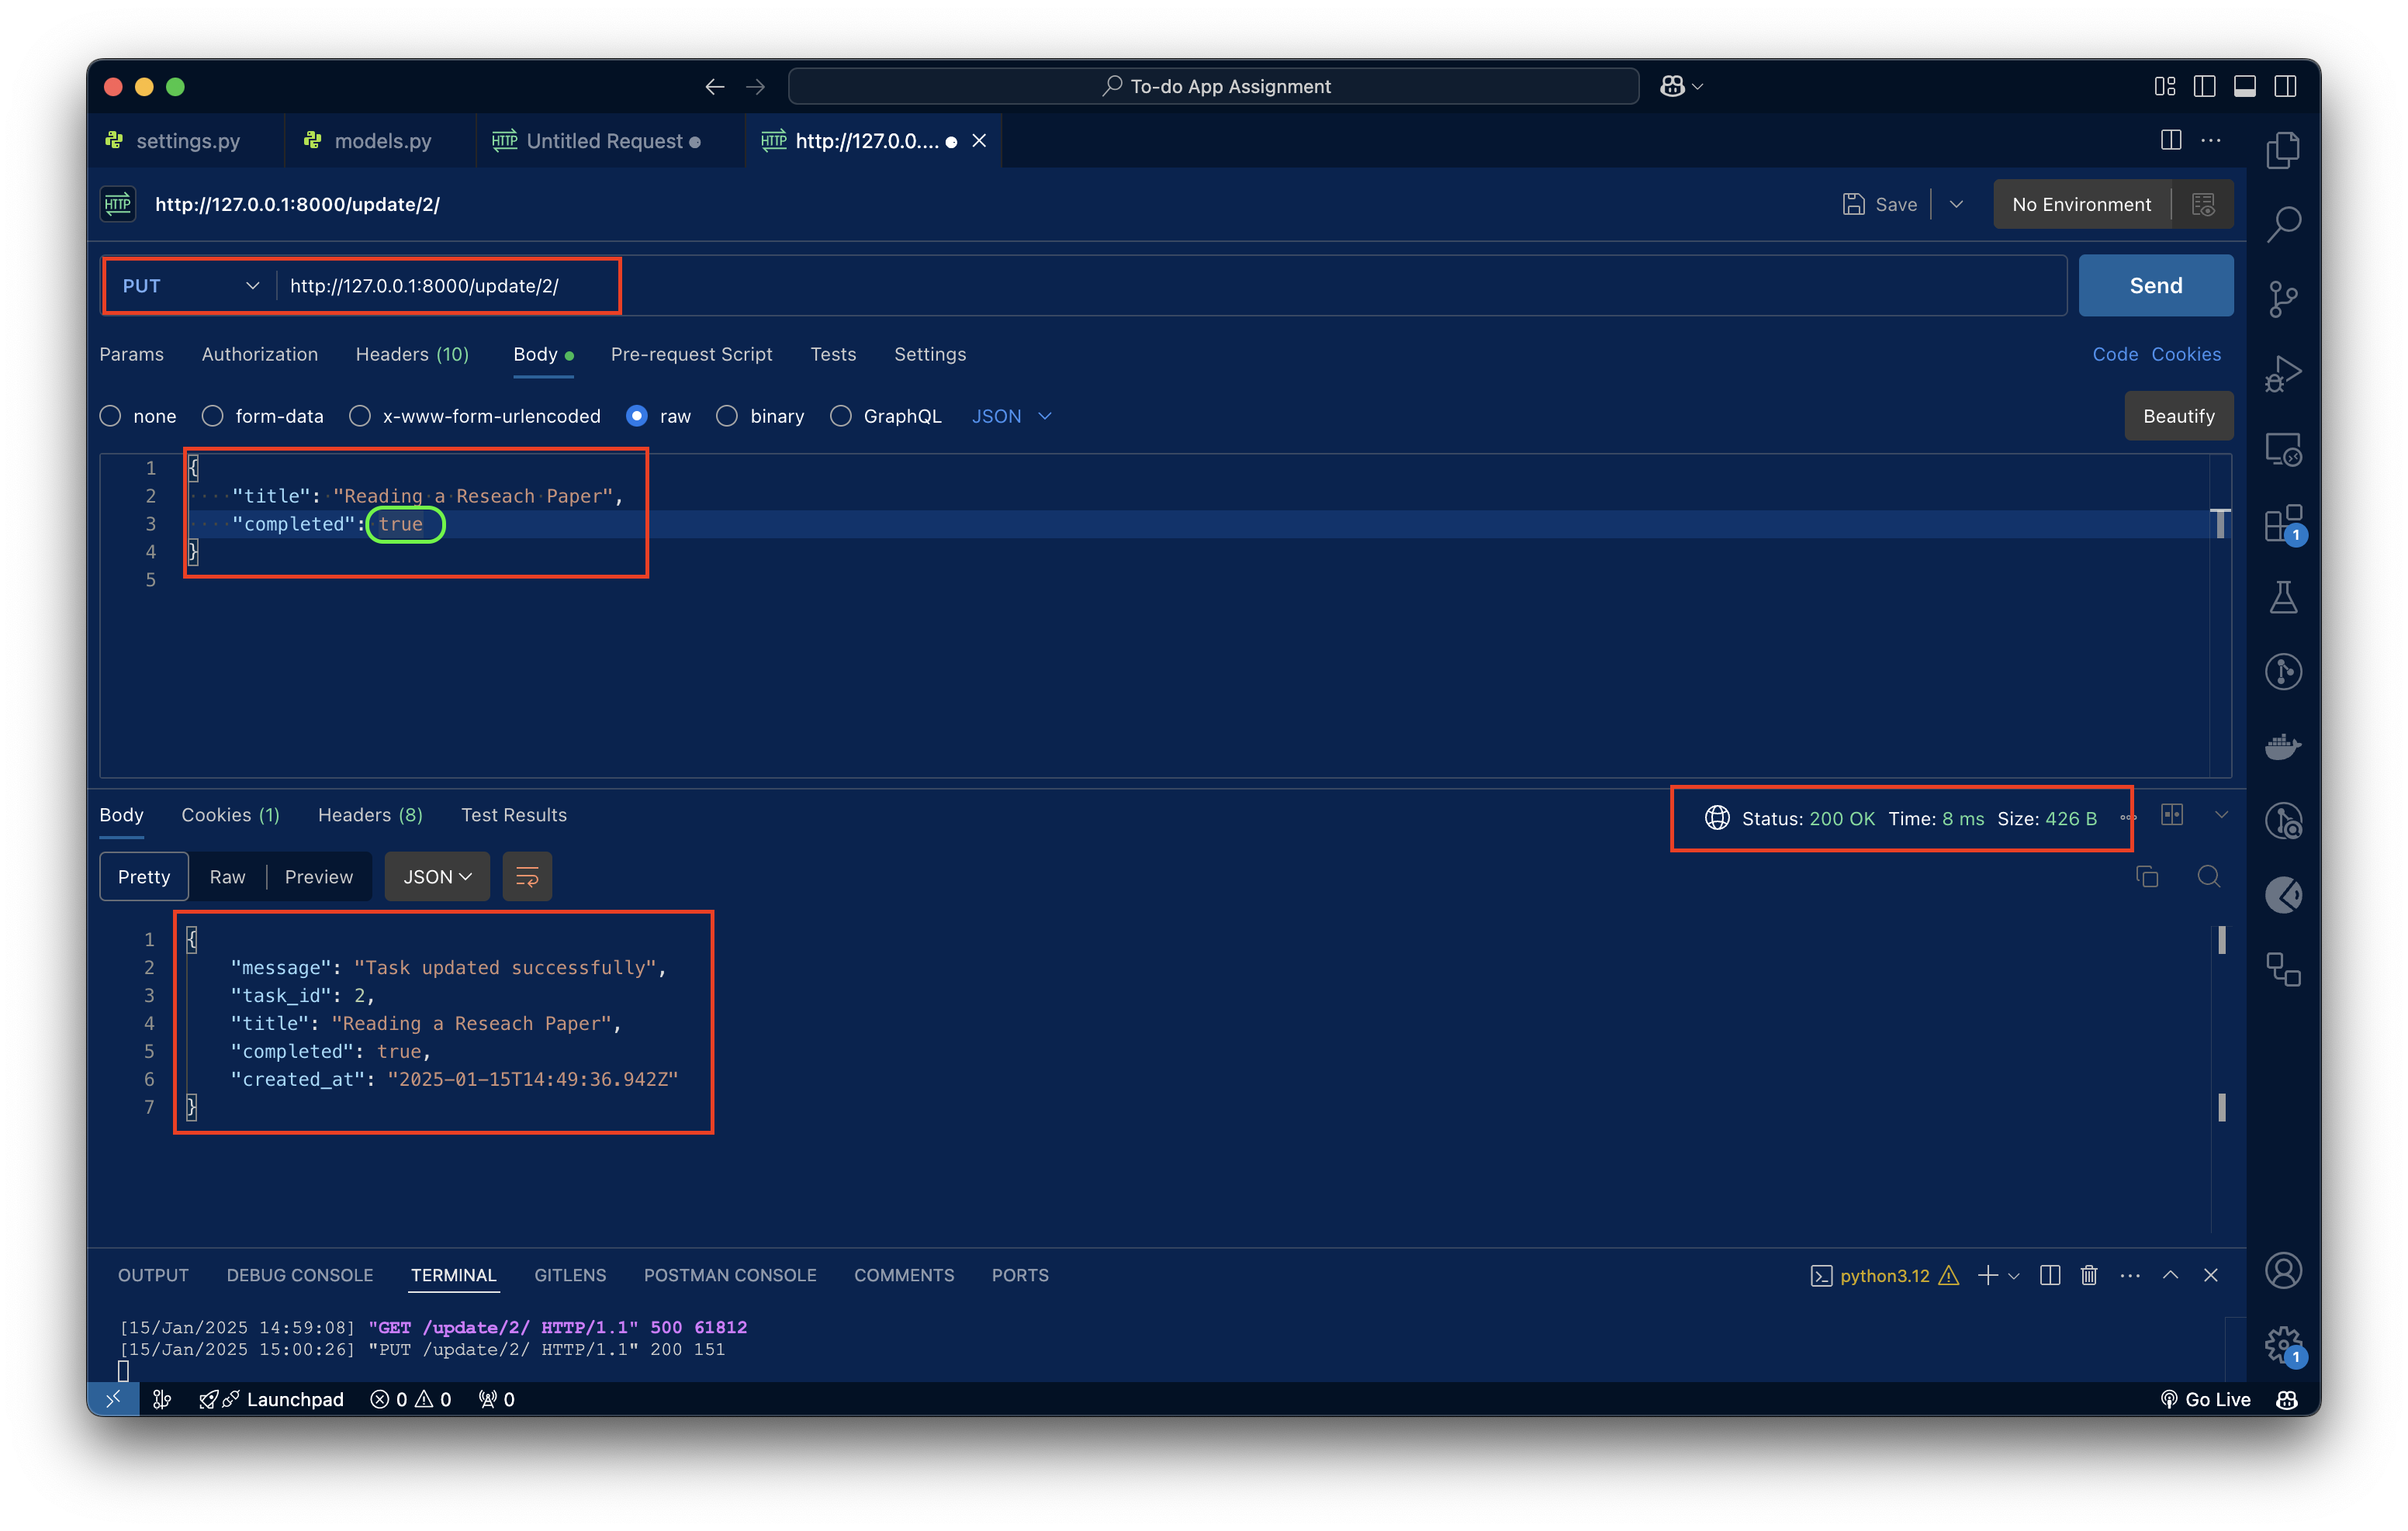 To-do App Assignment
settings.py models.py HTTP Untitled Request HTTP http://127.0.0....
HTTP http://127.0.0.1:8000/update/2/ Save No Environment
PUT http://127.0.0.1:8000/update/2/ Send
Params Authorization Headers (10) Body Pre-request Script Tests Settings Code Cookies
none form-data x-www-form-urlencoded raw binary GraphQL JSON Beautify
1 {
2 "title": "Reading a Reseach Paper",
3 "completed": true
4 }
5
Body Cookies (1) Headers (8) Test Results Status: 200 OK Time: 8 ms Size: 426 B
Pretty Raw Preview JSON
1 {
2 "message": "Task updated successfully",
3 "task_id": 2,
4 "title": "Reading a Reseach Paper",
5 "completed": true,
6 "created_at": "2025-01-15T14:49:36.942Z"
7 }
OUTPUT DEBUG CONSOLE TERMINAL GITLENS POSTMAN CONSOLE COMMENTS PORTS python3.12
[15/Jan/2025 14:59:08] "GET /update/2/ HTTP/1.1" 500 61812
[15/Jan/2025 15:00:26] "PUT /update/2/ HTTP/1.1" 200 151
Launchpad 0 0 0 Go Live
1
1